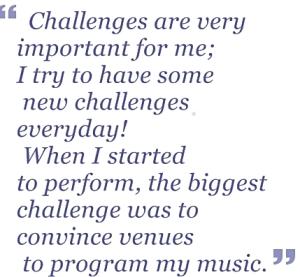 “ Challenges are very
important for me;
I try to have some
new challenges
everyday!
When I started
to perform, the biggest
challenge was to
convince venues
to program my music. ”